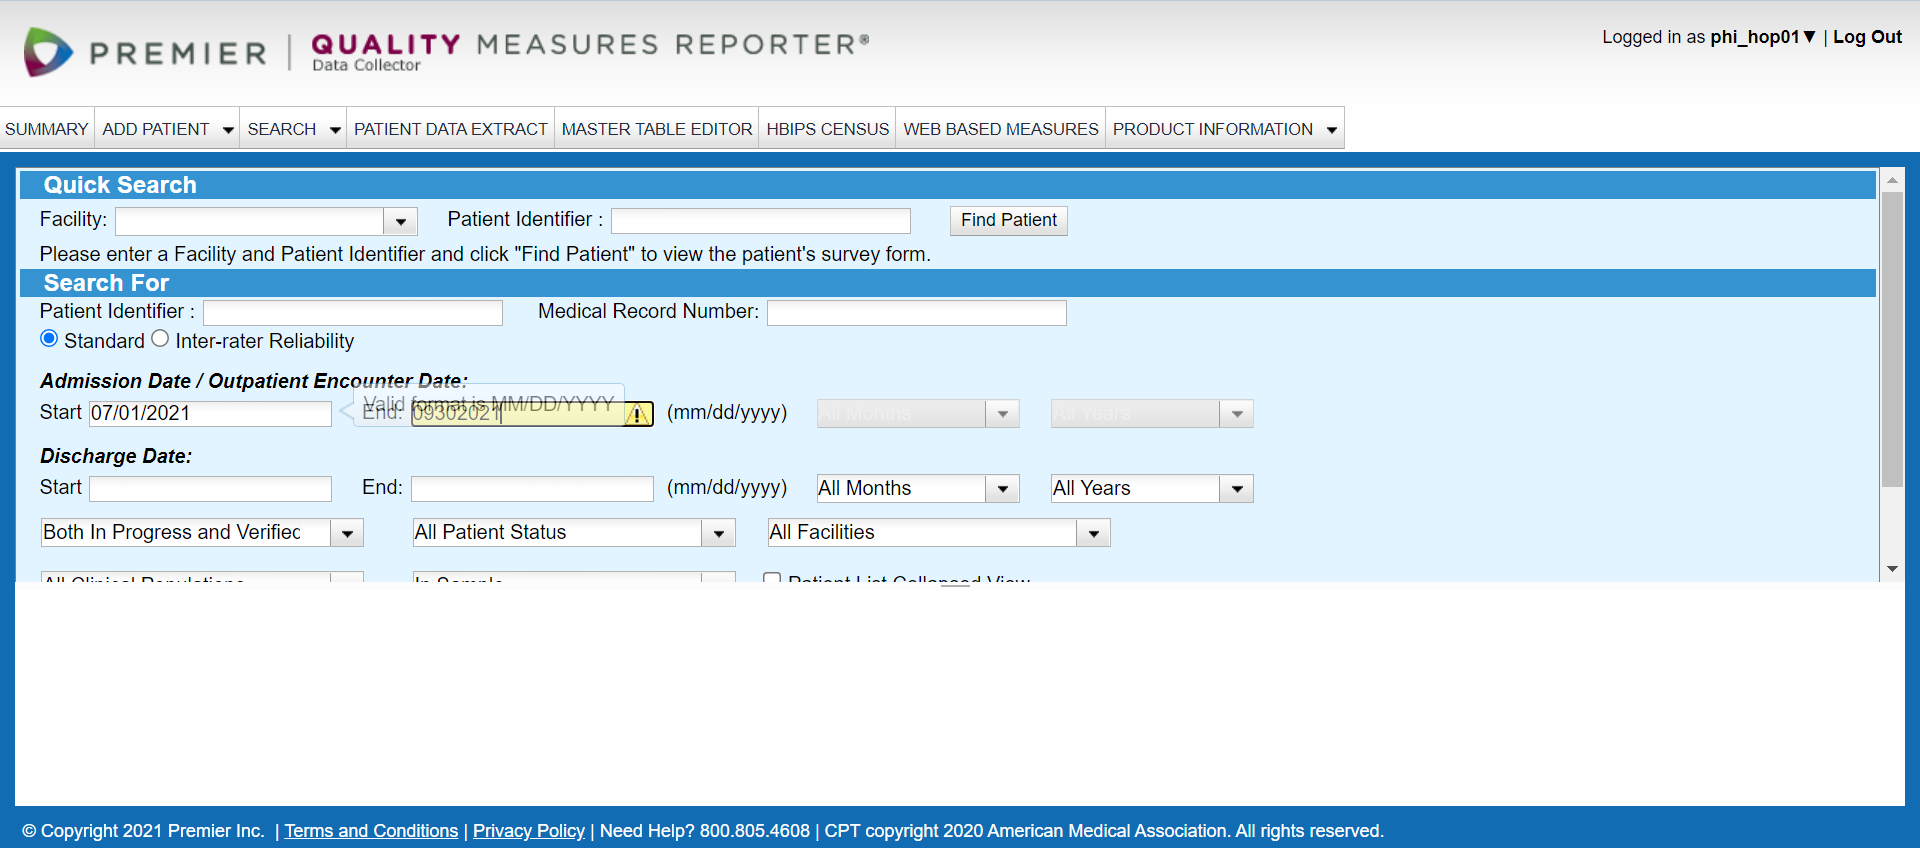 PREMIER | QUALITY MEASURES REPORTER®
Data Collector
Logged in as phi_hop01▼ | Log Out
SUMMARY ADD PATIENT SEARCH PATIENT DATA EXTRACT MASTER TABLE EDITOR HBIPS CENSUS WEB BASED MEASURES PRODUCT INFORMATION
Quick Search
Facility: Patient Identifier : Find Patient
Please enter a Facility and Patient Identifier and click "Find Patient" to view the patient's survey form.
Search For
Patient Identifier : Medical Record Number:
Standard Inter-rater Reliability
Admission Date / Outpatient Encounter Date:
Valid format is MM/DD/YYYY
Start 07/01/2021 End: 09302021 (mm/dd/yyyy) All Months All Years
Discharge Date:
Start End: (mm/dd/yyyy) All Months All Years
Both In Progress and Verified All Patient Status All Facilities
All Clinical Populations In Sample Patient List Collapsed View
© Copyright 2021 Premier Inc. | Terms and Conditions | Privacy Policy | Need Help? 800.805.4608 | CPT copyright 2020 American Medical Association. All rights reserved.